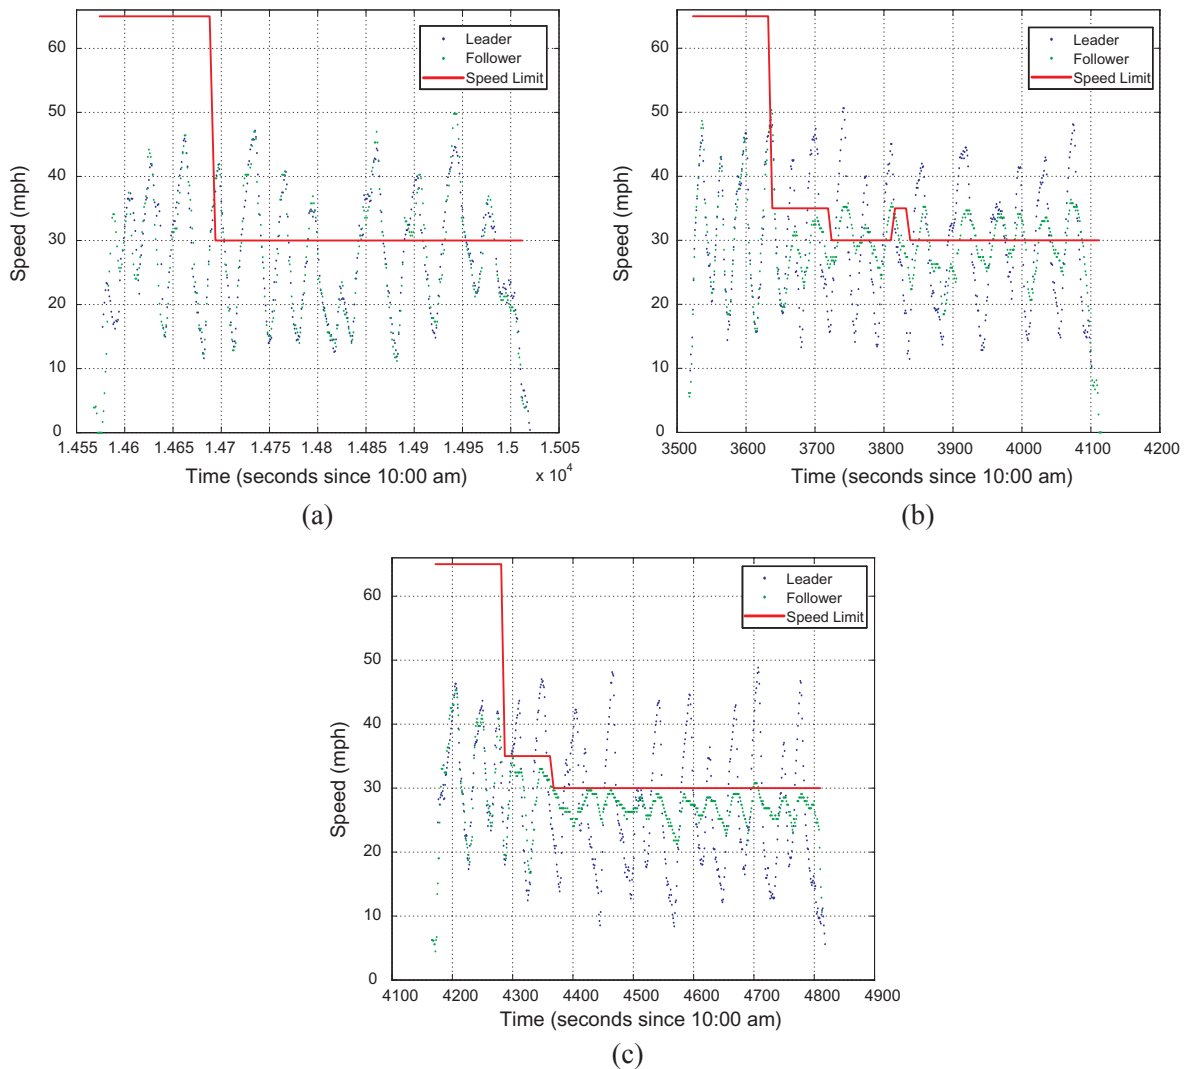 60
50
40
30
20
10
0
Speed (mph)
1.455
1.46
1.465
1.47
1.475
1.48
1.485
1.49
1.495
1.5
1.505
Time (seconds since 10:00 am)
x 10⁴
Leader
Follower
Speed Limit
(a)
60
50
40
30
20
10
0
Speed (mph)
3500
3600
3700
3800
3900
4000
4100
4200
Time (seconds since 10:00 am)
Leader
Follower
Speed Limit
(b)
60
50
40
30
20
10
0
Speed (mph)
4100
4200
4300
4400
4500
4600
4700
4800
4900
Time (seconds since 10:00 am)
Leader
Follower
Speed Limit
(c)